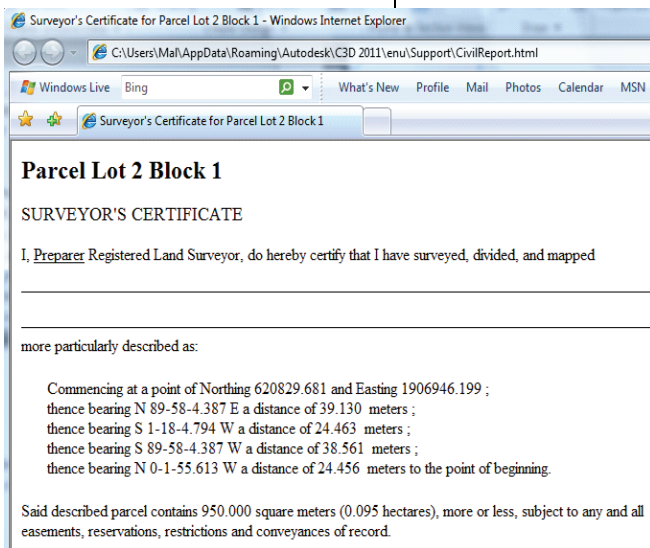 Surveyor's Certificate for Parcel Lot 2 Block 1 - Windows Internet Explorer
C:\Users\Mal\AppData\Roaming\Autodesk\C3D 2011\enu\Support\CivilReport.html
Windows Live Bing What's New Profile Mail Photos Calendar MSN
Surveyor's Certificate for Parcel Lot 2 Block 1
Parcel Lot 2 Block 1
SURVEYOR'S CERTIFICATE
I, Preparer Registered Land Surveyor, do hereby certify that I have surveyed, divided, and mapped
more particularly described as:
Commencing at a point of Northing 620829.681 and Easting 1906946.199 ;
thence bearing N 89-58-4.387 E a distance of 39.130 meters ;
thence bearing S 1-18-4.794 W a distance of 24.463 meters ;
thence bearing S 89-58-4.387 W a distance of 38.561 meters ;
thence bearing N 0-1-55.613 W a distance of 24.456 meters to the point of beginning.
Said described parcel contains 950.000 square meters (0.095 hectares), more or less, subject to any and all
easements, reservations, restrictions and conveyances of record.